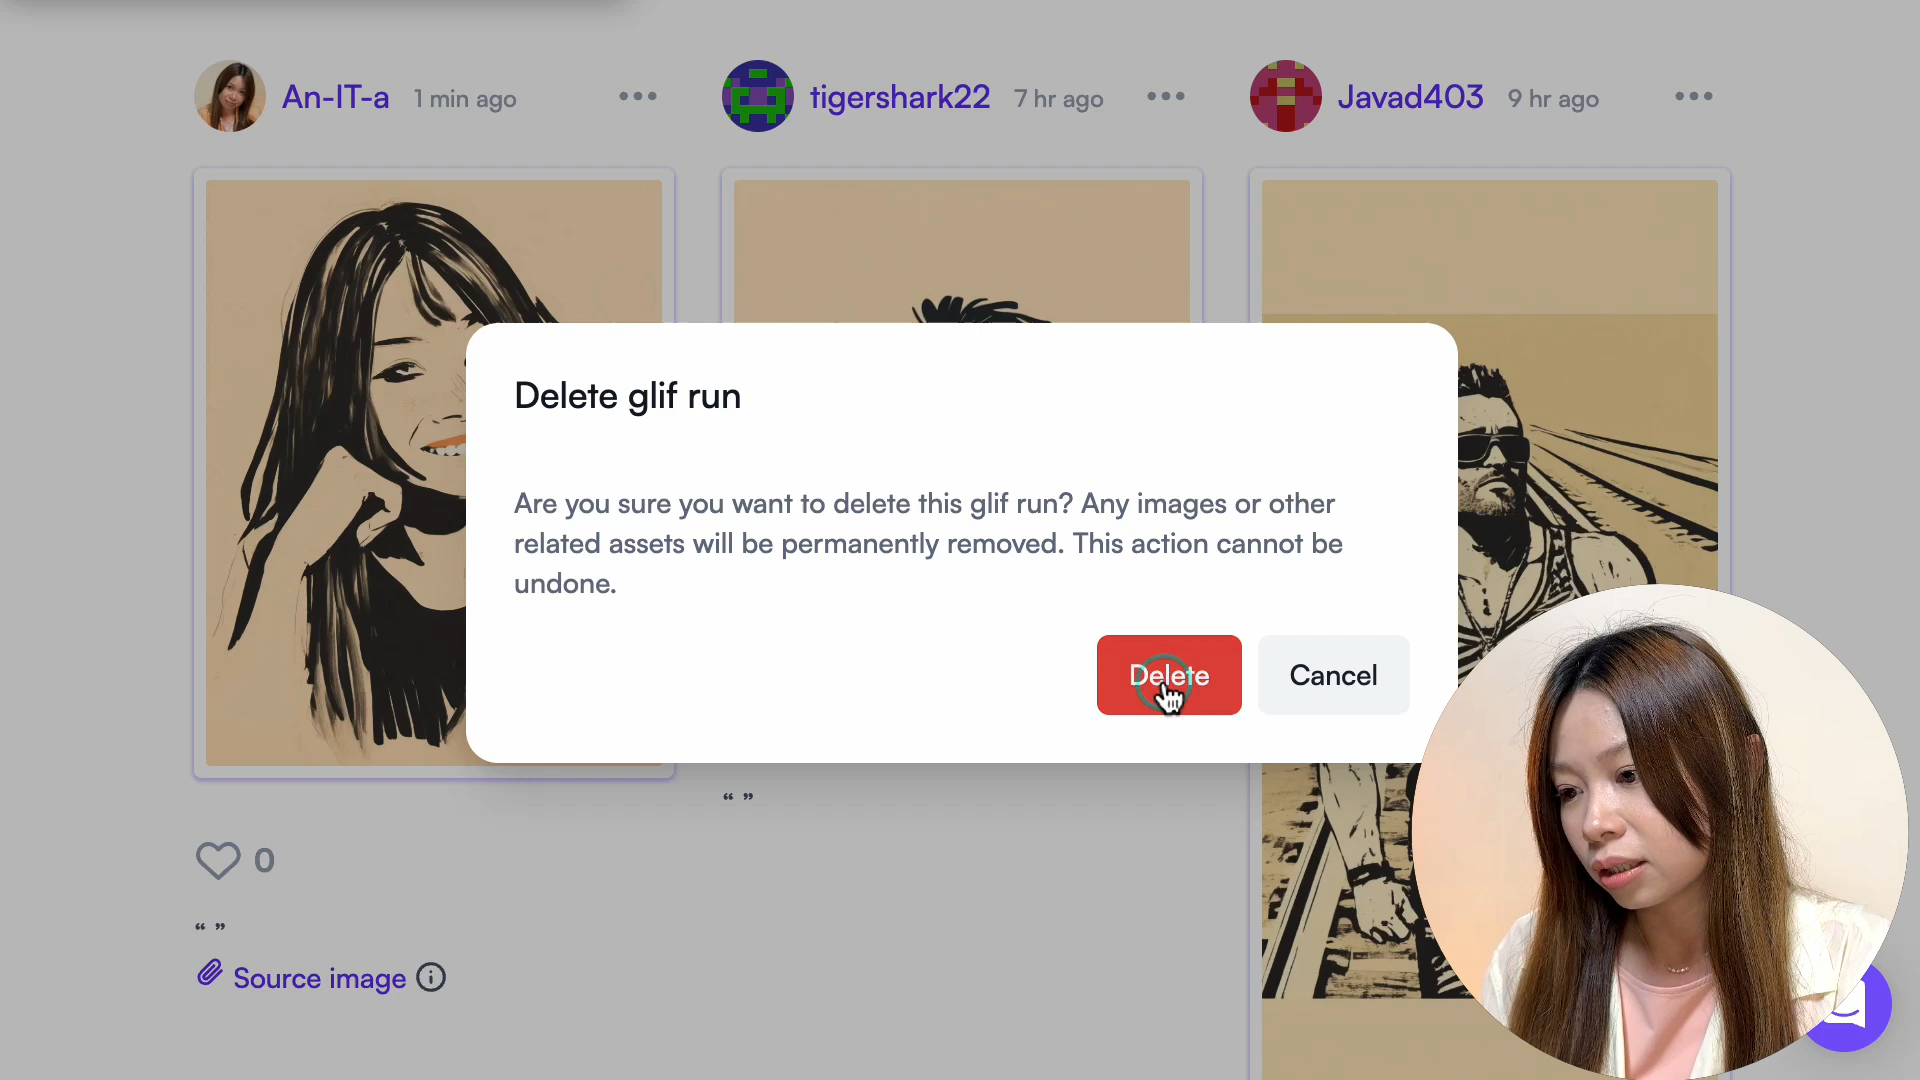 An-IT-a 1 min ago
tigershark22 7 hr ago
Javad403 9 hr ago
Delete glif run
Are you sure you want to delete this glif run? Any images or other
related assets will be permanently removed. This action cannot be
undone.
Delete
Cancel
“ ”
0
“ ”
Source image